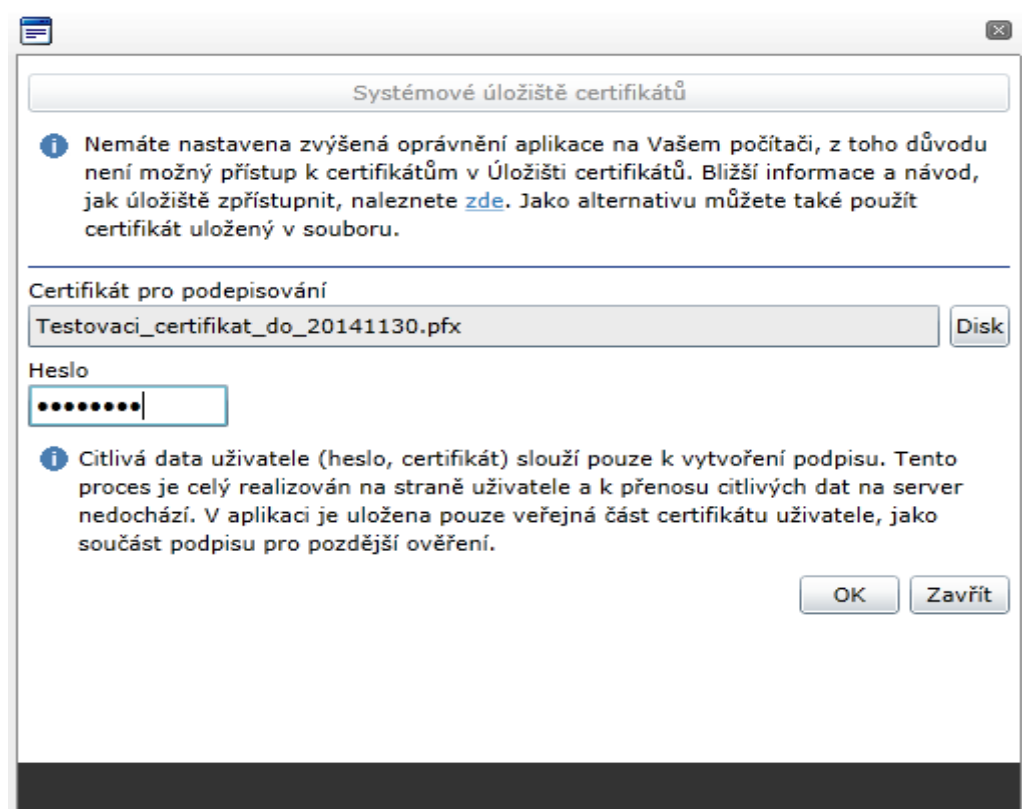 Systémové úložiště certifikátů
Nemáte nastavena zvýšená oprávnění aplikace na Vašem počítači, z toho důvodu
není možný přístup k certifikátům v Úložišti certifikátů. Bližší informace a návod,
jak úložiště zpřístupnit, naleznete zde. Jako alternativu můžete také použít
certifikát uložený v souboru.
Certifikát pro podepisování
Testovaci_certifikat_do_20141130.pfx Disk
Heslo
••••••••
Citlivá data uživatele (heslo, certifikát) slouží pouze k vytvoření podpisu. Tento
proces je celý realizován na straně uživatele a k přenosu citlivých dat na server
nedochází. V aplikaci je uložena pouze veřejná část certifikátu uživatele, jako
součást podpisu pro pozdější ověření.
OK Zavřít